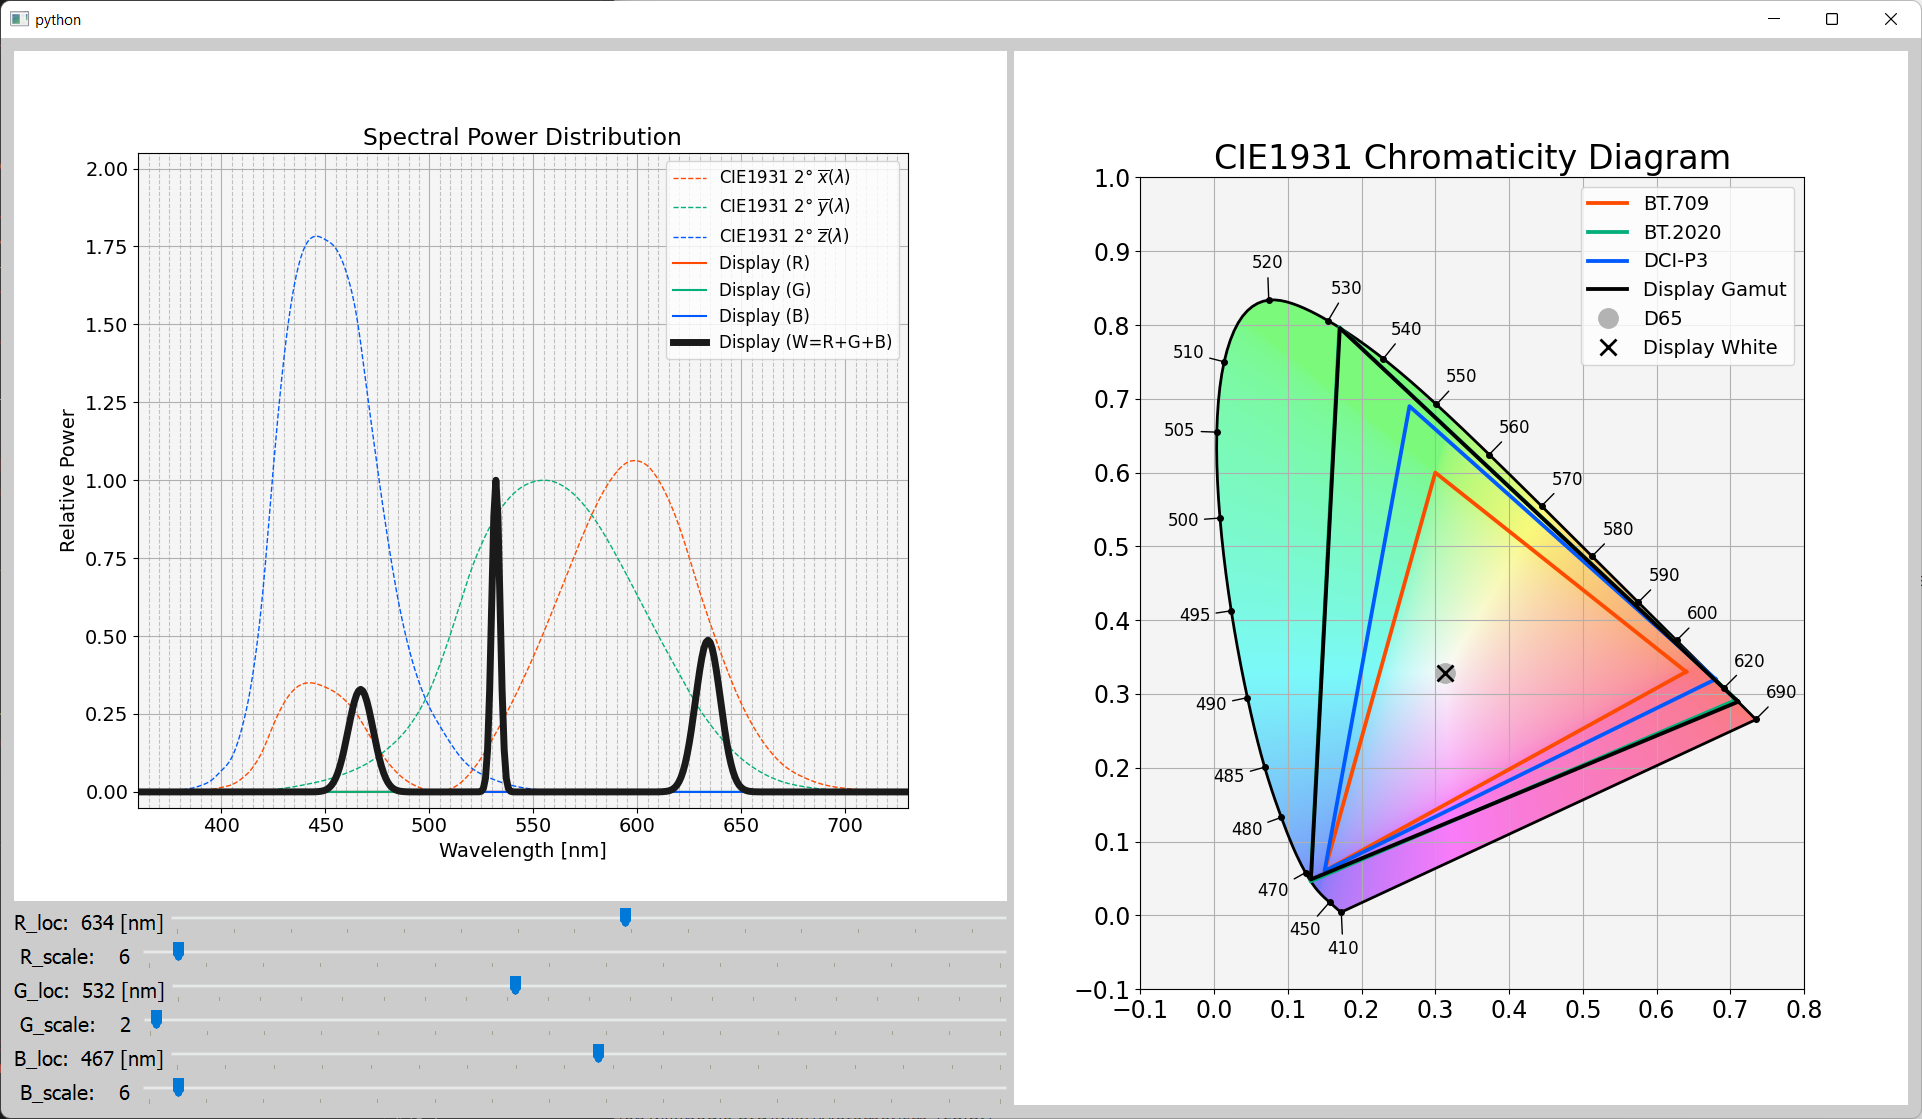 python
Spectral Power Distribution
2.00
1.75
1.50
1.25
1.00
0.75
0.50
0.25
0.00
Relative Power
400 450 500 550 600 650 700
Wavelength [nm]
CIE1931 2° x̅(λ)
CIE1931 2° y̅(λ)
CIE1931 2° z̅(λ)
Display (R)
Display (G)
Display (B)
Display (W=R+G+B)
R_loc: 634 [nm]
R_scale: 6
G_loc: 532 [nm]
G_scale: 2
B_loc: 467 [nm]
B_scale: 6
CIE1931 Chromaticity Diagram
1.0
0.9
0.8
0.7
0.6
0.5
0.4
0.3
0.2
0.1
0.0
−0.1
−0.1 0.0 0.1 0.2 0.3 0.4 0.5 0.6 0.7 0.8
BT.709
BT.2020
DCI-P3
Display Gamut
D65
Display White
520
530
540
510
550
560
505
570
500
580
590
495
600
620
490
690
485
480
470
450
410